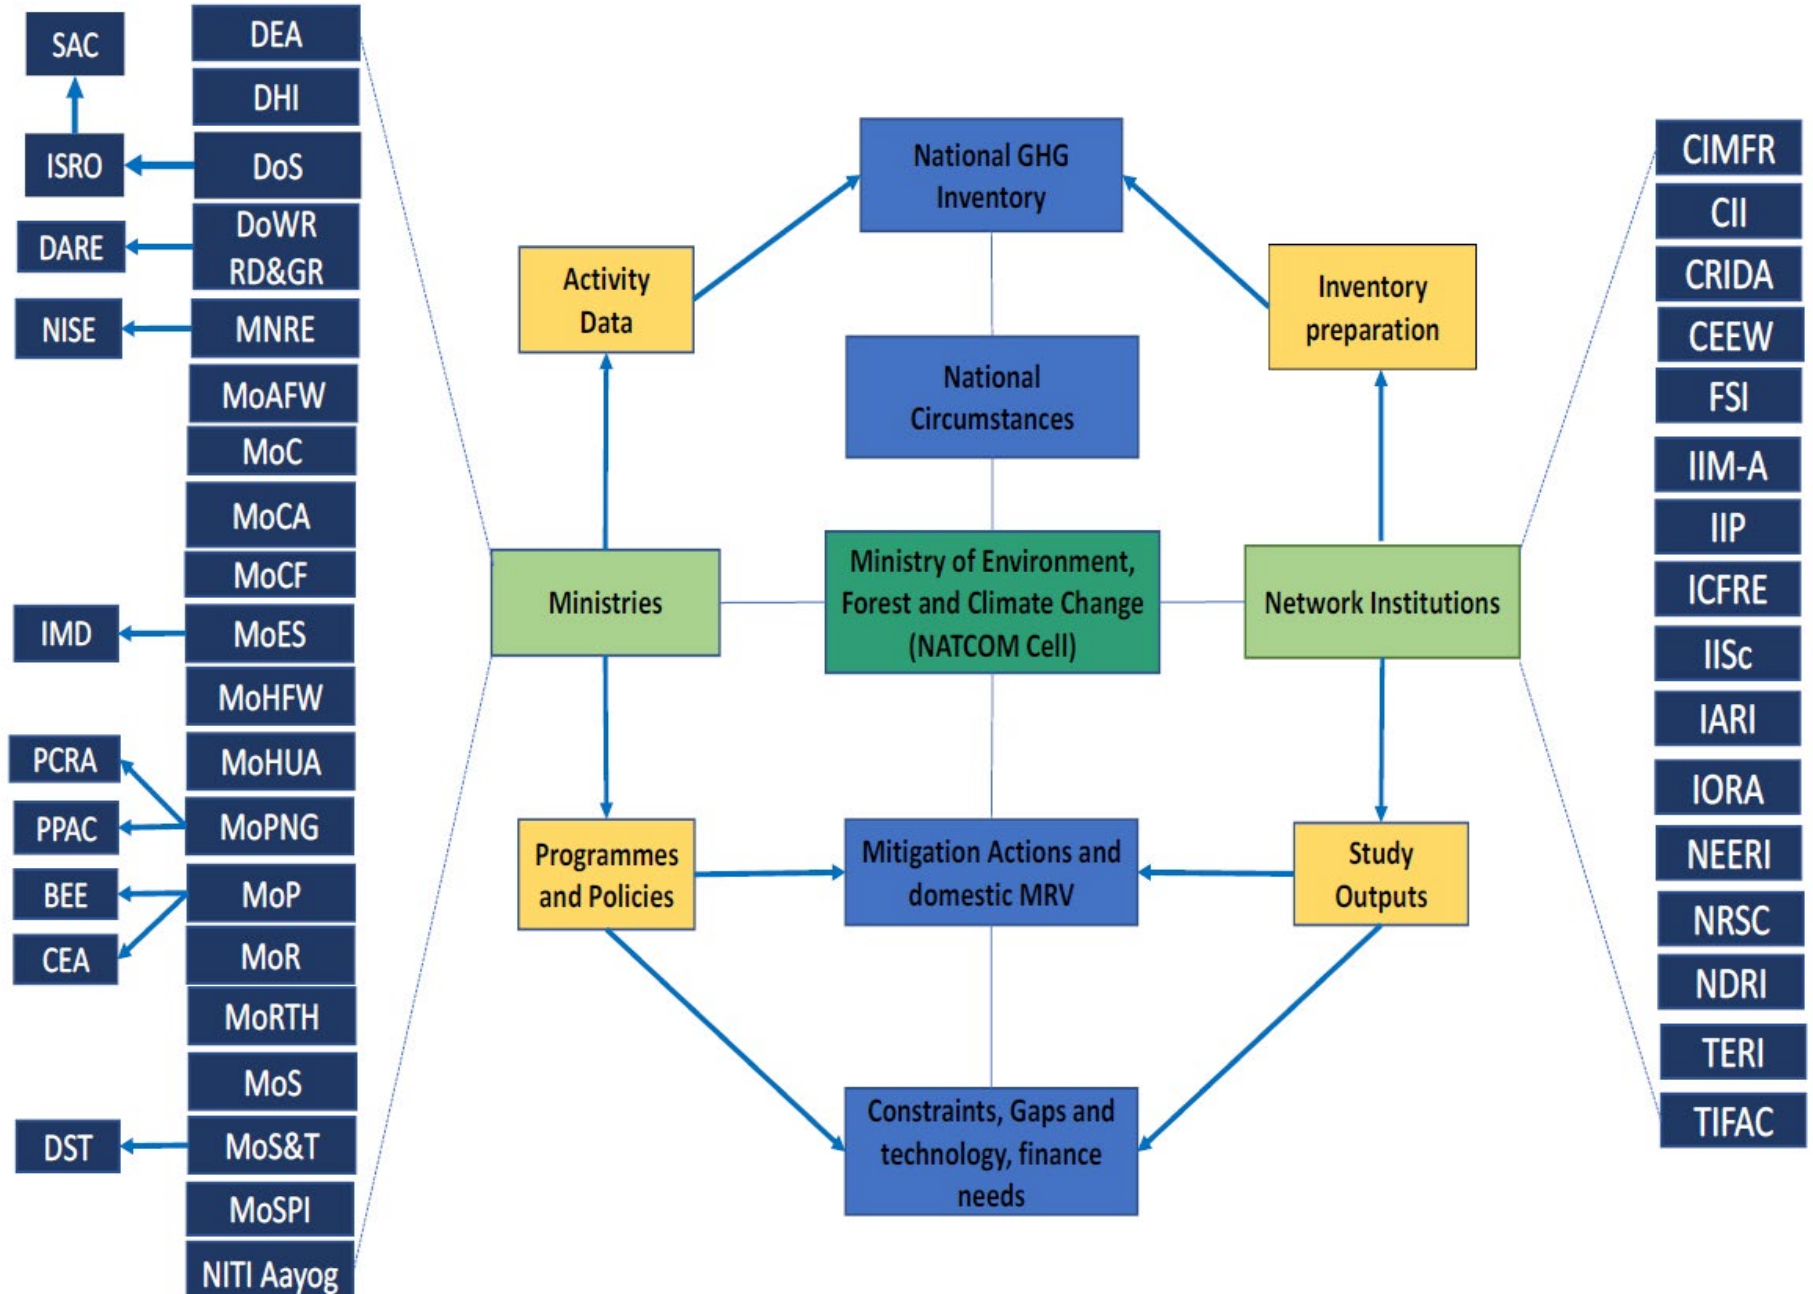 SAC
ISRO
DARE
NISE
IMD
PCRA
PPAC
BEE
CEA
DST
DEA
DHI
DoS
DoWR
RD&GR
MNRE
MoAFW
MoC
MoCA
MoCF
MoES
MoHFW
MoHUA
MoPNG
MoP
MoR
MoRTH
MoS
MoS&T
MoSPI
NITI Aayog
Activity
Data
Ministries
Programmes
and Policies
National GHG
Inventory
National
Circumstances
Ministry of Environment,
Forest and Climate Change
(NATCOM Cell)
Mitigation Actions and
domestic MRV
Constraints, Gaps and
technology, finance
needs
Inventory
preparation
Network Institutions
Study
Outputs
CIMFR
CII
CRIDA
CEEW
FSI
IIM-A
IIP
ICFRE
IISc
IARI
IORA
NEERI
NRSC
NDRI
TERI
TIFAC